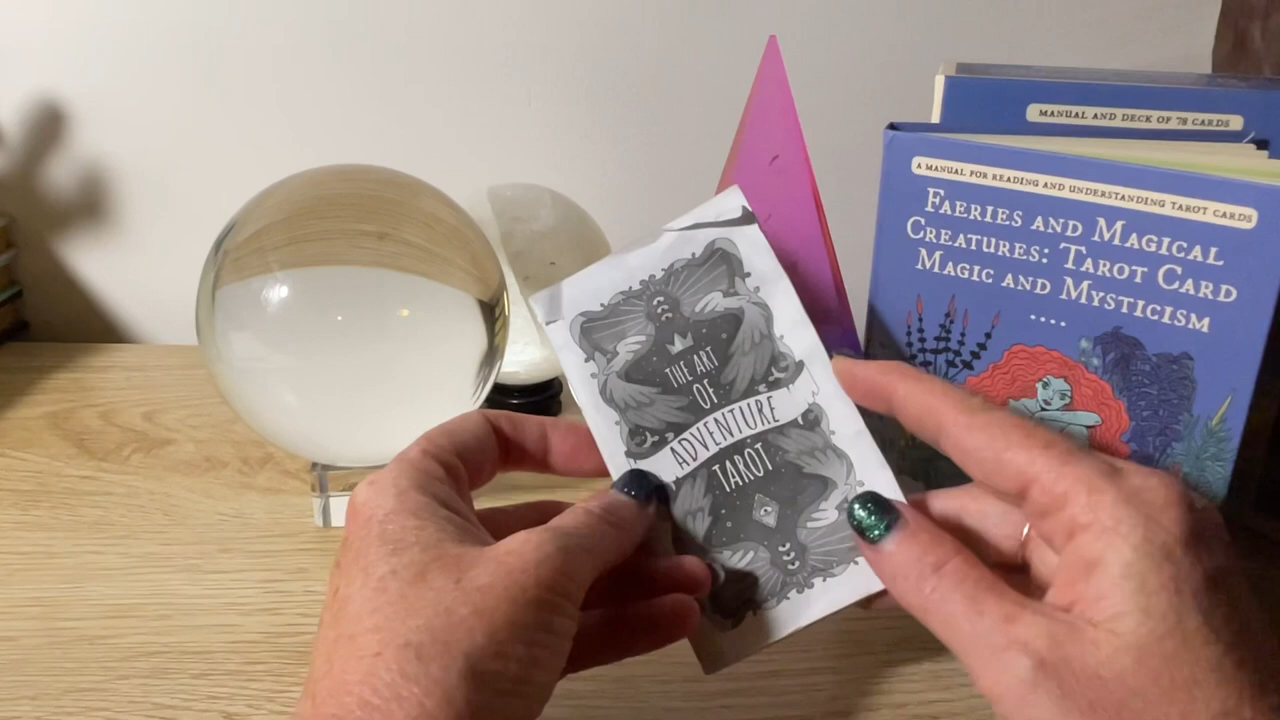 THE ART
OF
ADVENTURE
TAROT
MANUAL AND DECK OF 78 CARDS
A MANUAL FOR READING AND UNDERSTANDING TAROT CARDS
FAERIES AND MAGICAL
CREATURES: TAROT CARD
MAGIC AND MYSTICISM